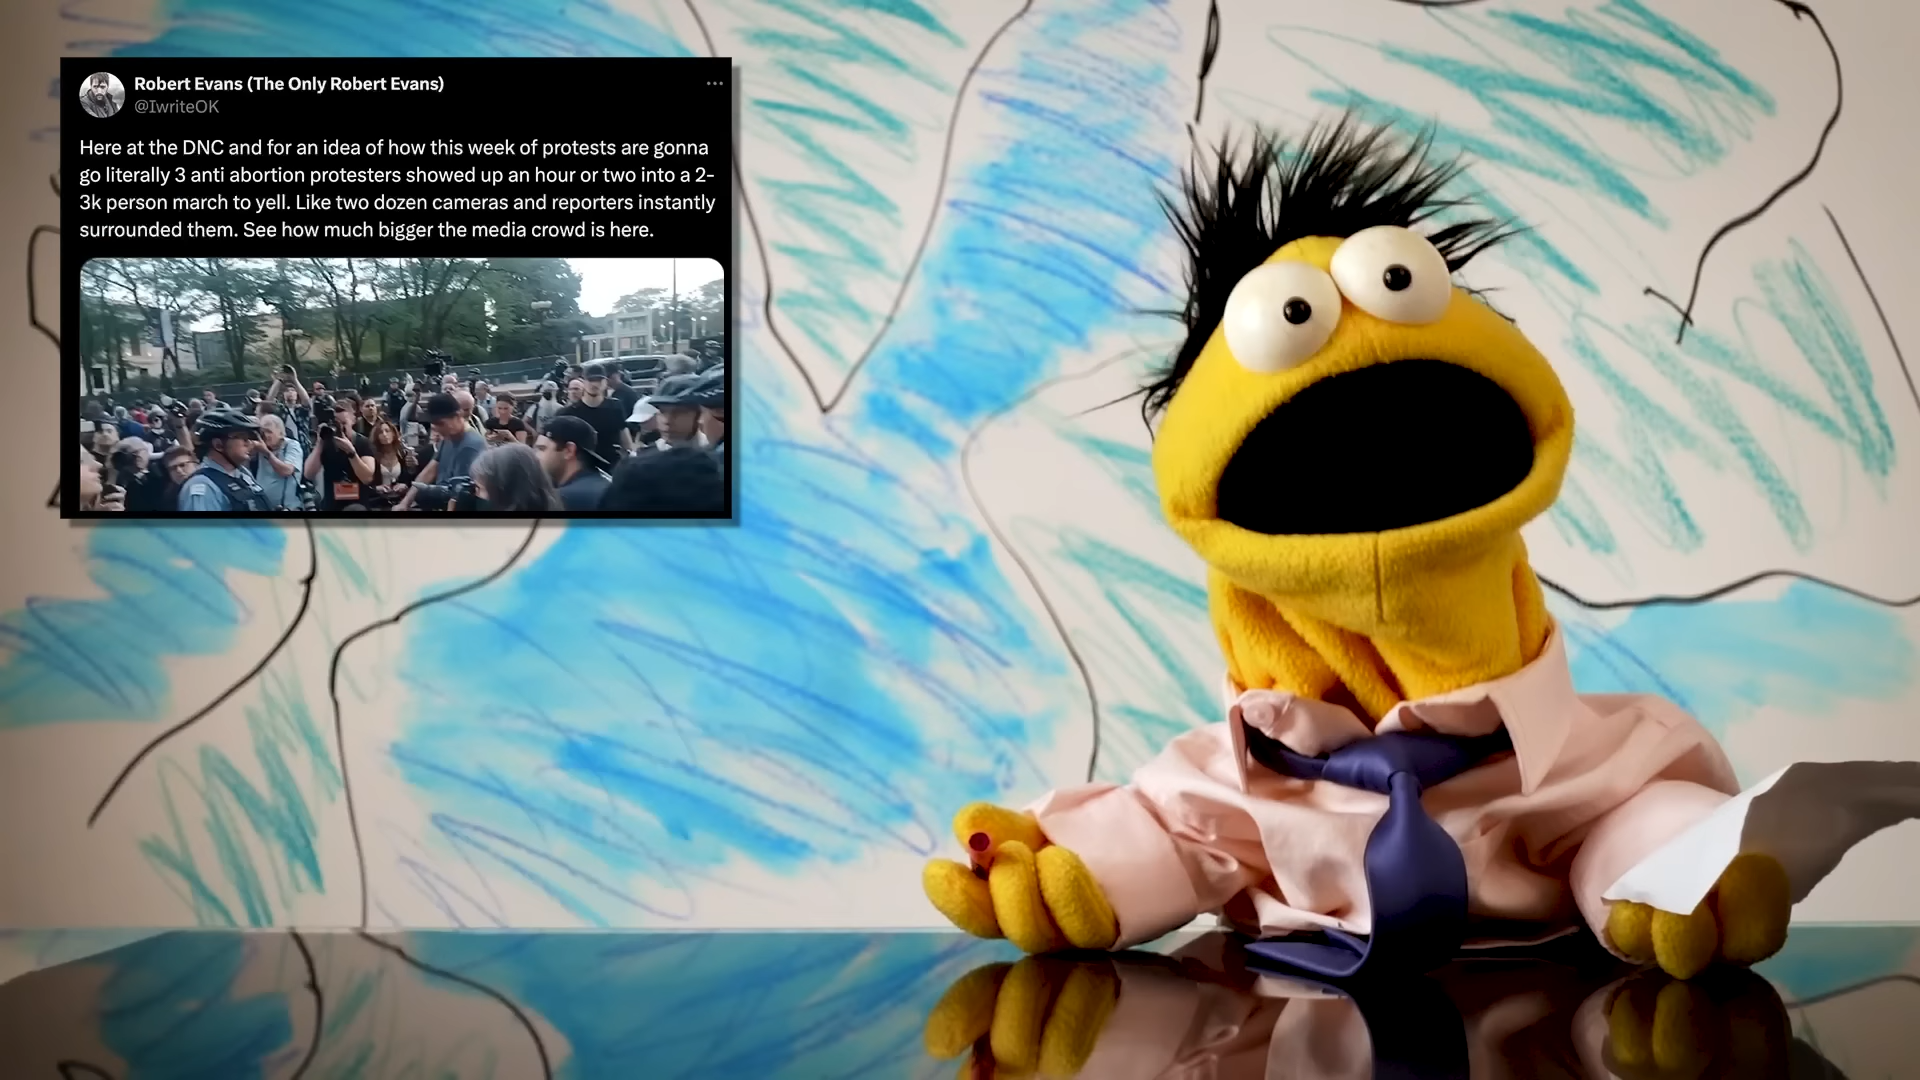 Robert Evans (The Only Robert Evans)
@IwriteOK
Here at the DNC and for an idea of how this week of protests are gonna
go literally 3 anti abortion protesters showed up an hour or two into a 2-
3k person march to yell. Like two dozen cameras and reporters instantly
surrounded them. See how much bigger the media crowd is here.